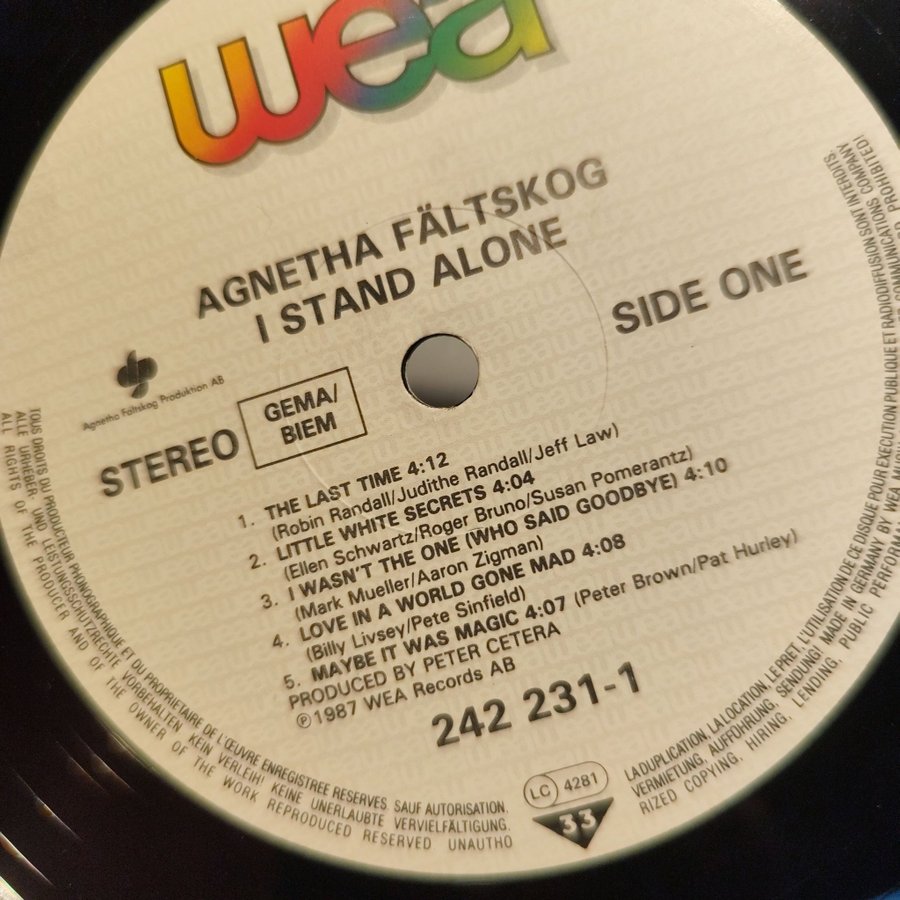 wea
AGNETHA FÄLTSKOG
I STAND ALONE
SIDE ONE
Agnetha Fältskog Produktion AB
STEREO
GEMA/
BIEM
1. THE LAST TIME 4:12
(Robin Randall/Judithe Randall/Jeff Law)
2. LITTLE WHITE SECRETS 4:04
(Ellen Schwartz/Roger Bruno/Susan Pomerantz)
3. I WASN'T THE ONE (WHO SAID GOODBYE) 4:10
(Mark Mueller/Aaron Zigman)
4. LOVE IN A WORLD GONE MAD 4:08
(Billy Livsey/Pete Sinfield)
5. MAYBE IT WAS MAGIC 4:07 (Peter Brown/Pat Hurley)
PRODUCED BY PETER CETERA
℗1987 WEA Records AB
242 231-1
LC 4281
33
TOUS DROITS DU PRODUCTEUR PHONOGRAPHIQUE ET DU PROPRIETAIRE DE L'ŒUVRE ENREGISTREE RESERVES SAUF AUTORISATION.
LA DUPLICATION, LA LOCATION, LE PRET, L'UTILISATION DE CE DISQUE POUR EXECUTION PUBLIQUE ET RADIODIFFUSION SONT INTERDITS.
ALLE URHEBER- UND LEISTUNGSSCHUTZRECHTE VORBEHALTEN KEIN VERLEIH! KEINE UNERLAUBTE VERVIELFÄLTIGUNG.
VERMIETUNG, AUFFÜHRUNG, SENDUNG! MADE IN GERMANY BY WEA COMMUNICATIONS COMPANY
ALL RIGHTS OF THE PRODUCER AND OF THE OWNER OF THE WORK REPRODUCED RESERVED UNAUTHO
RIZED COPYING, HIRING, LENDING, PUBLIC PROHIBITED!